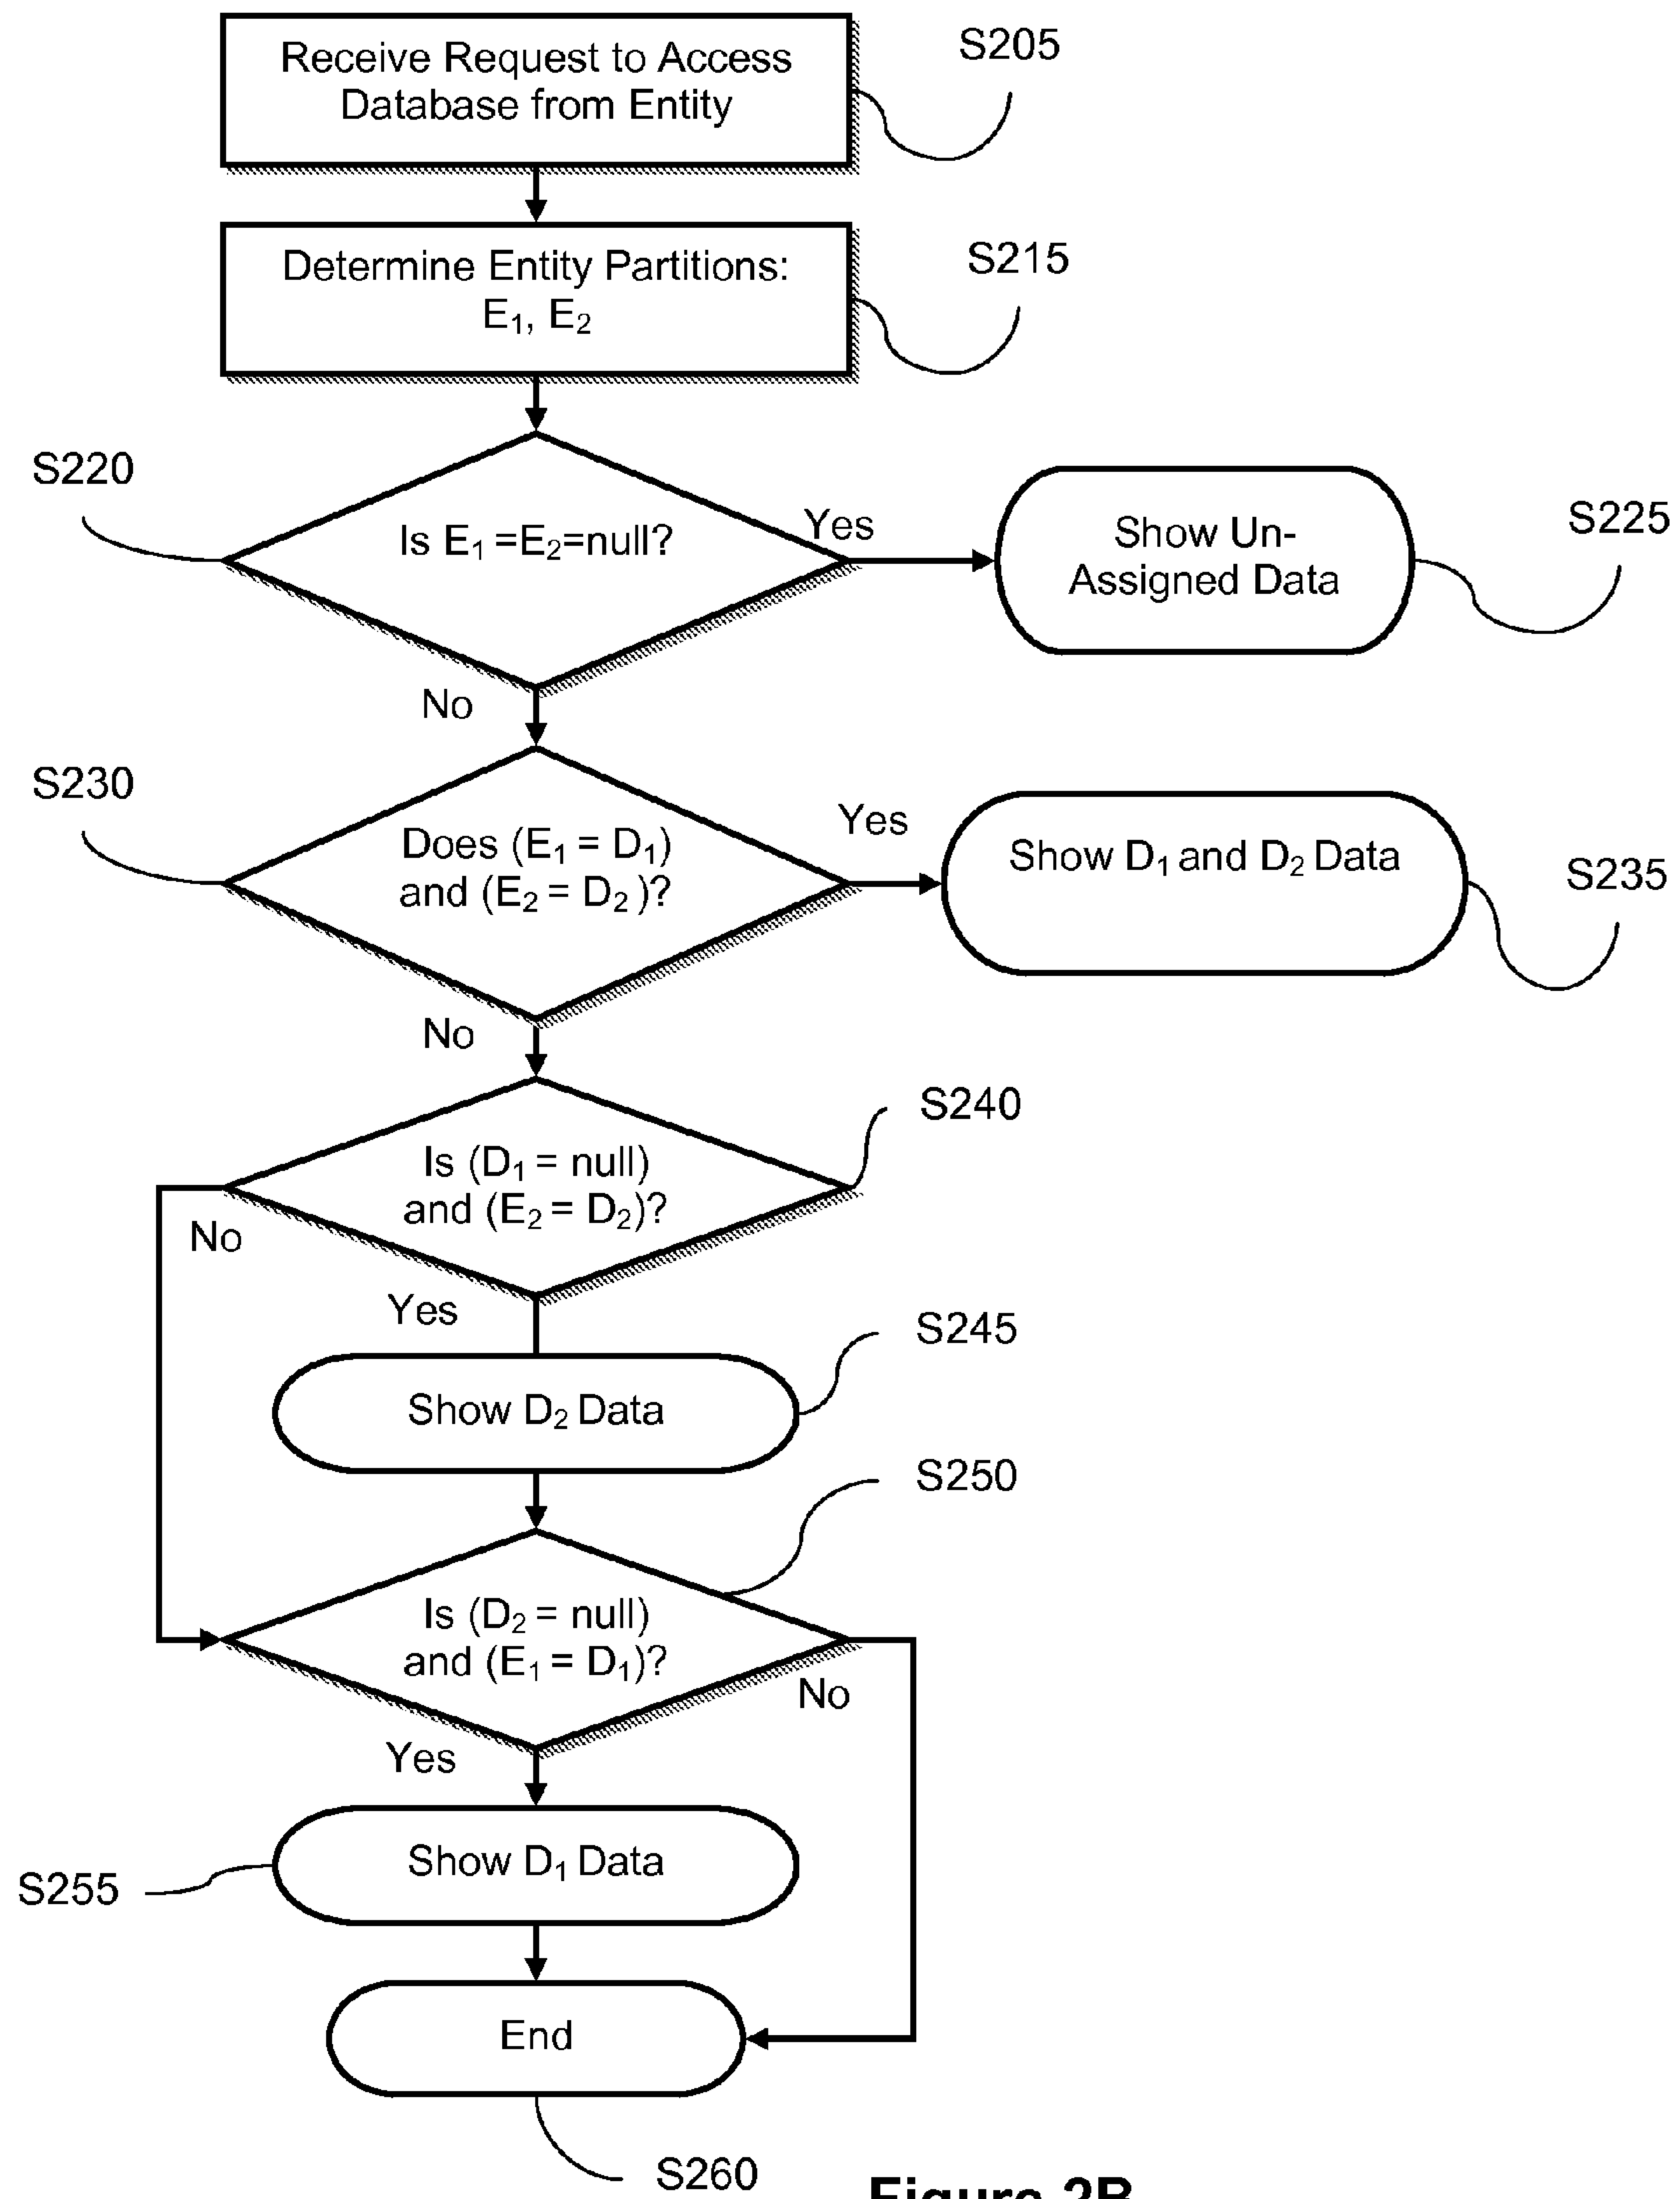 Receive Request to Access
Database from Entity
S205
Determine Entity Partitions:
E₁, E₂
S215
S220
Is E₁ =E₂=null?
Yes
Show Un-
Assigned Data
S225
No
S230
Does (E₁ = D₁)
and (E₂ = D₂ )?
Yes
Show D₁ and D₂ Data
S235
No
S240
Is (D₁ = null)
and (E₂ = D₂)?
No
Yes
S245
Show D₂ Data
S250
Is (D₂ = null)
and (E₁ = D₁)?
No
Yes
Show D₁ Data
S255
End
S260
Figure 2B